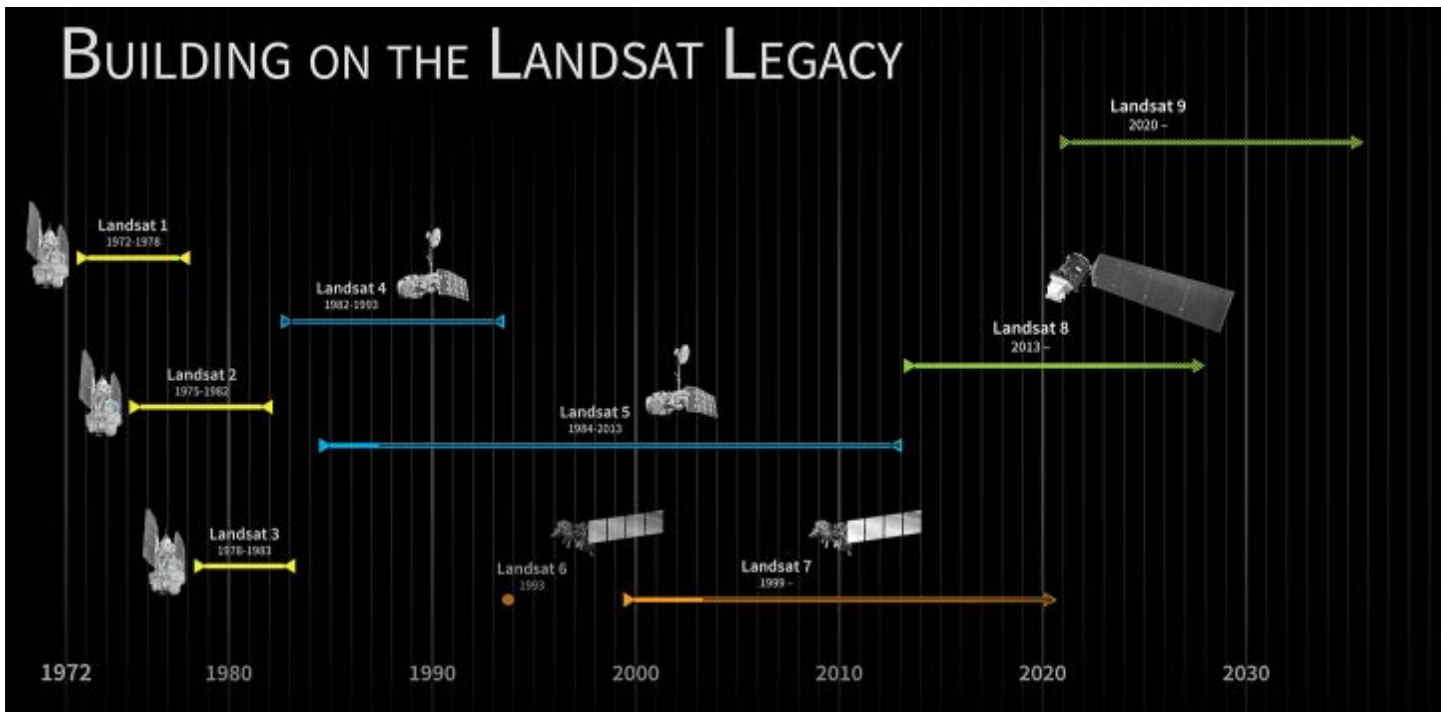 BUILDING ON THE LANDSAT LEGACY
Landsat 9
2020 –
Landsat 1
1972-1978
Landsat 4
1982-1993
Landsat 8
2013 –
Landsat 2
1975-1982
Landsat 5
1984-2013
Landsat 3
1978-1983
Landsat 6
1993
Landsat 7
1999 –
1972 1980 1990 2000 2010 2020 2030